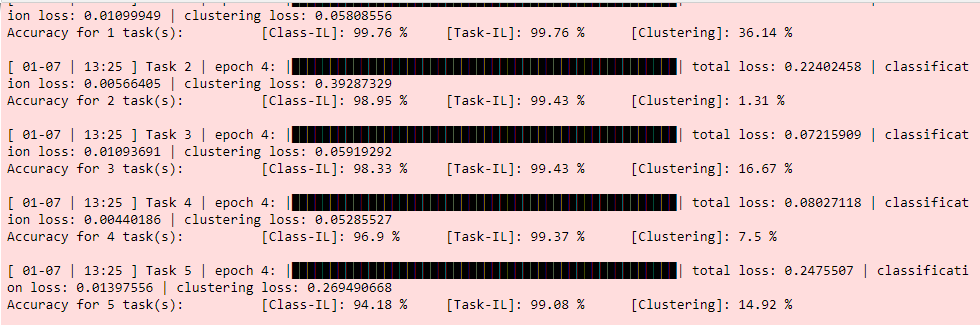 ion loss: 0.01099949 | clustering loss: 0.05808556
Accuracy for 1 task(s): [Class-IL]: 99.76 % [Task-IL]: 99.76 % [Clustering]: 36.14 %
[ 01-07 | 13:25 ] Task 2 | epoch 4: | | total loss: 0.22402458 | classificat
ion loss: 0.00566405 | clustering loss: 0.39287329
Accuracy for 2 task(s): [Class-IL]: 98.95 % [Task-IL]: 99.43 % [Clustering]: 1.31 %
[ 01-07 | 13:25 ] Task 3 | epoch 4: | | total loss: 0.07215909 | classificat
ion loss: 0.01093691 | clustering loss: 0.05919292
Accuracy for 3 task(s): [Class-IL]: 98.33 % [Task-IL]: 99.43 % [Clustering]: 16.67 %
[ 01-07 | 13:25 ] Task 4 | epoch 4: | | total loss: 0.08027118 | classificat
ion loss: 0.00440186 | clustering loss: 0.05285527
Accuracy for 4 task(s): [Class-IL]: 96.9 % [Task-IL]: 99.37 % [Clustering]: 7.5 %
[ 01-07 | 13:25 ] Task 5 | epoch 4: | | total loss: 0.2475507 | classificati
on loss: 0.01397556 | clustering loss: 0.269490668
Accuracy for 5 task(s): [Class-IL]: 94.18 % [Task-IL]: 99.08 % [Clustering]: 14.92 %